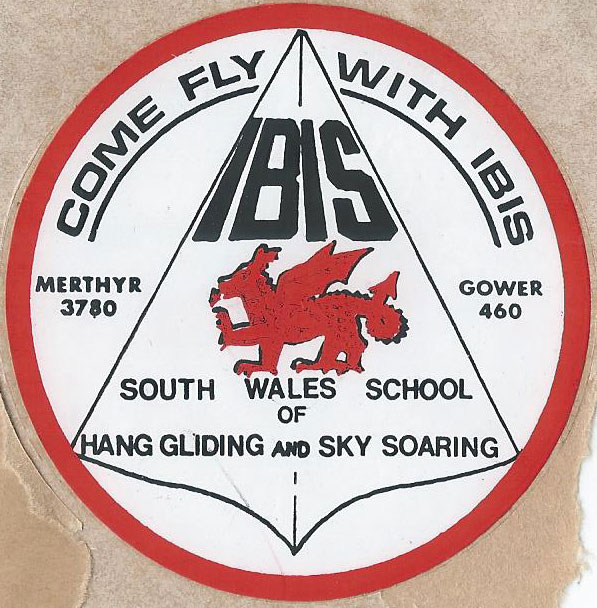 COME FLY WITH IBIS
IBIS
MERTHYR
3780
GOWER
460
SOUTH WALES SCHOOL
OF
HANG GLIDING AND SKY SOARING